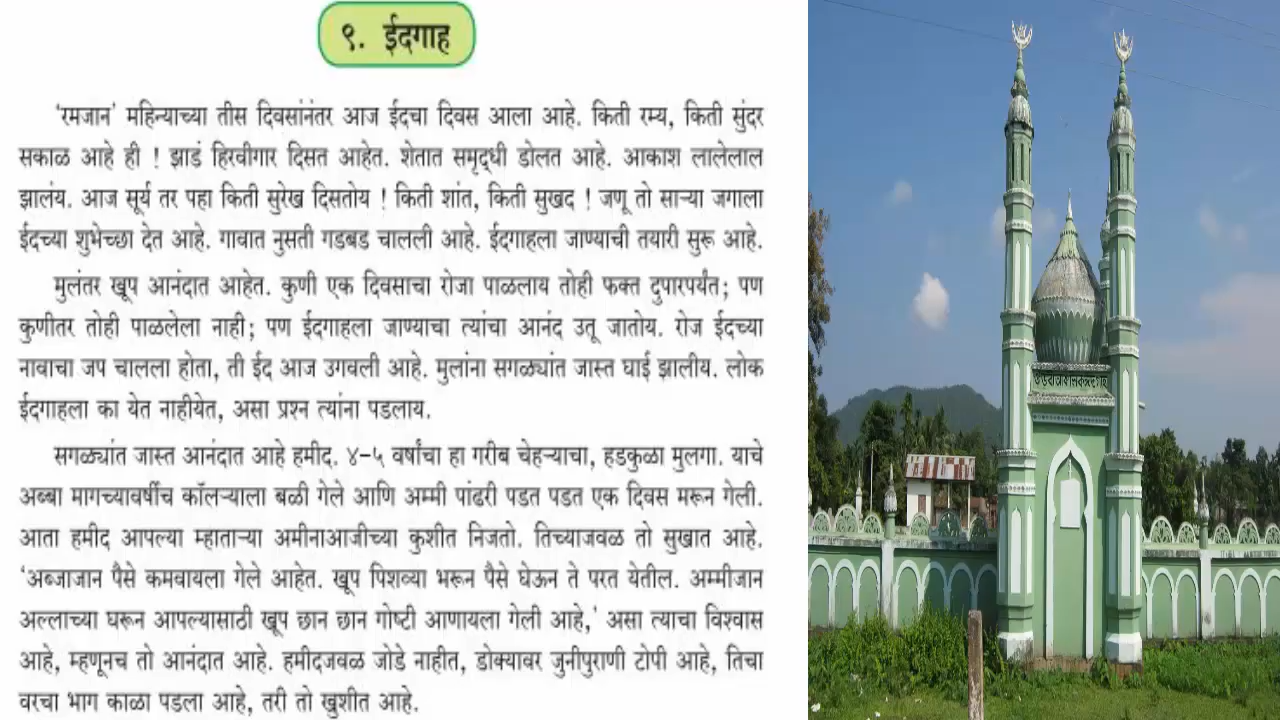 ९. ईदगाह
‘रमजान’ महिन्याच्या तीस दिवसांनंतर आज ईदचा दिवस आला आहे. किती रम्य, किती सुंदर
सकाळ आहे ही ! झाडं हिरवीगार दिसत आहेत. शेतात समृद्धी डोलत आहे. आकाश लालेलाल
झालंय. आज सूर्य तर पहा किती सुरेख दिसतोय ! किती शांत, किती सुखद ! जणू तो साऱ्या जगाला
ईदच्या शुभेच्छा देत आहे. गावात नुसती गडबड चालली आहे. ईदगाहला जाण्याची तयारी सुरू आहे.
मुलंतर खूप आनंदात आहेत. कुणी एक दिवसाचा रोजा पाळलाय तोही फक्त दुपारपर्यंत; पण
कुणीतर तोही पाळलेला नाही; पण ईदगाहला जाण्याचा त्यांचा आनंद उतू जातोय. रोज ईदच्या
नावाचा जप चालला होता, ती ईद आज उगवली आहे. मुलांना सगळ्यांत जास्त घाई झालीय. लोक
ईदगाहला का येत नाहीयेत, असा प्रश्न त्यांना पडलाय.
सगळ्यांत जास्त आनंदात आहे हमीद. ४-५ वर्षांचा हा गरीब चेहऱ्याचा, हडकुळा मुलगा. याचे
अब्बा मागच्यावर्षीच कॉलऱ्याला बळी गेले आणि अम्मी पांढरी पडत पडत एक दिवस मरून गेली.
आता हमीद आपल्या म्हाताऱ्या अमीनाआजीच्या कुशीत निजतो. तिच्याजवळ तो सुखात आहे.
‘अब्जाजान पैसे कमवायला गेले आहेत. खूप पिशव्या भरून पैसे घेऊन ते परत येतील. अम्मीजान
अल्लाच्या घरून आपल्यासाठी खूप छान छान गोष्टी आणायला गेली आहे,’ असा त्याचा विश्वास
आहे, म्हणूनच तो आनंदात आहे. हमीदजवळ जोडे नाहीत, डोक्यावर जुनीपुराणी टोपी आहे, तिचा
वरचा भाग काळा पडला आहे, तरी तो खुशीत आहे.